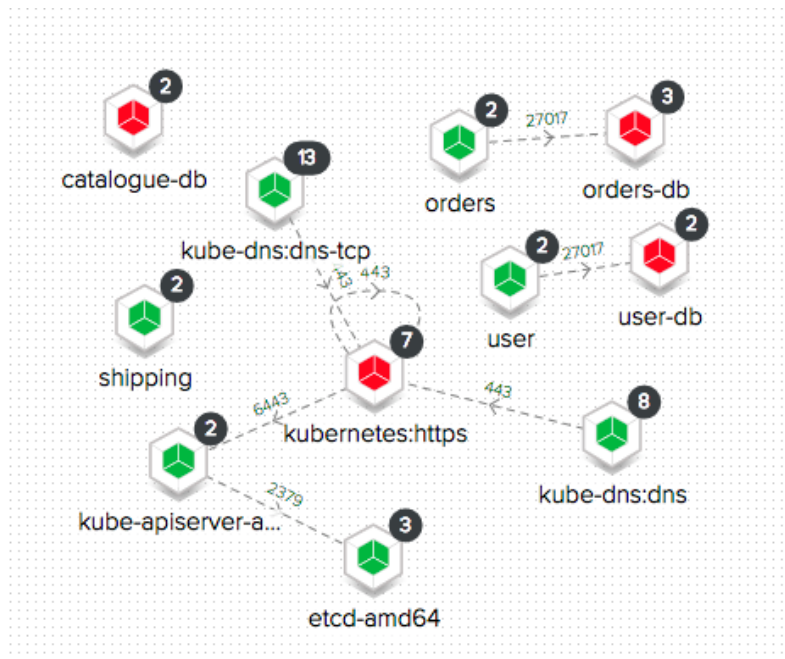 2
catalogue-db
13
kube-dns:dns-tcp
2
orders
27017
3
orders-db
2
user
27017
2
user-db
2
shipping
443
7
kubernetes:https
6443
443
8
kube-dns:dns
2
kube-apiserver-a...
2379
3
etcd-amd64